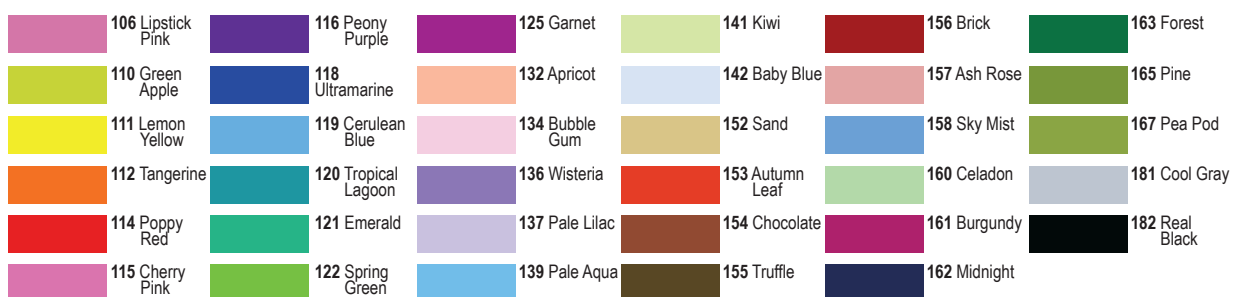 106 Lipstick
Pink
110 Green
Apple
111 Lemon
Yellow
112 Tangerine
114 Poppy
Red
115 Cherry
Pink
116 Peony
Purple
118
Ultramarine
119 Cerulean
Blue
120 Tropical
Lagoon
121 Emerald
122 Spring
Green
125 Garnet
132 Apricot
134 Bubble
Gum
136 Wisteria
137 Pale Lilac
139 Pale Aqua
141 Kiwi
142 Baby Blue
152 Sand
153 Autumn
Leaf
154 Chocolate
155 Truffle
156 Brick
157 Ash Rose
158 Sky Mist
160 Celadon
161 Burgundy
162 Midnight
163 Forest
165 Pine
167 Pea Pod
181 Cool Gray
182 Real
Black